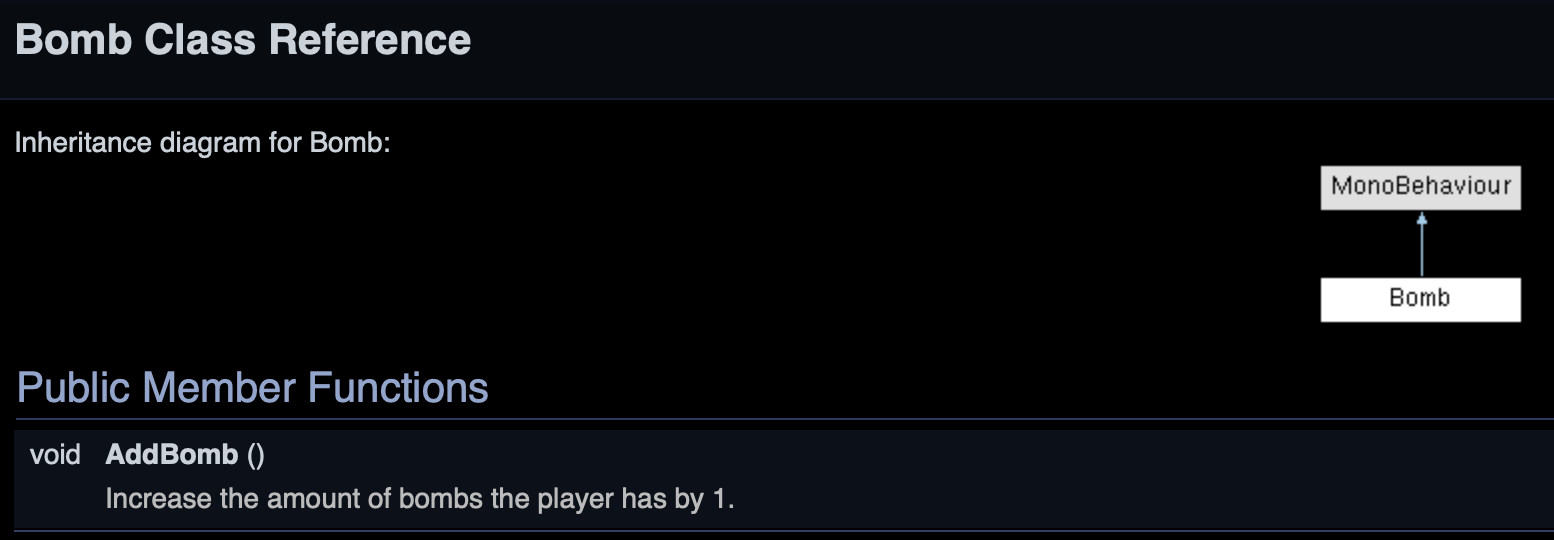 Bomb Class Reference
Inheritance diagram for Bomb:
MonoBehaviour
Bomb
Public Member Functions
void AddBomb ()
Increase the amount of bombs the player has by 1.